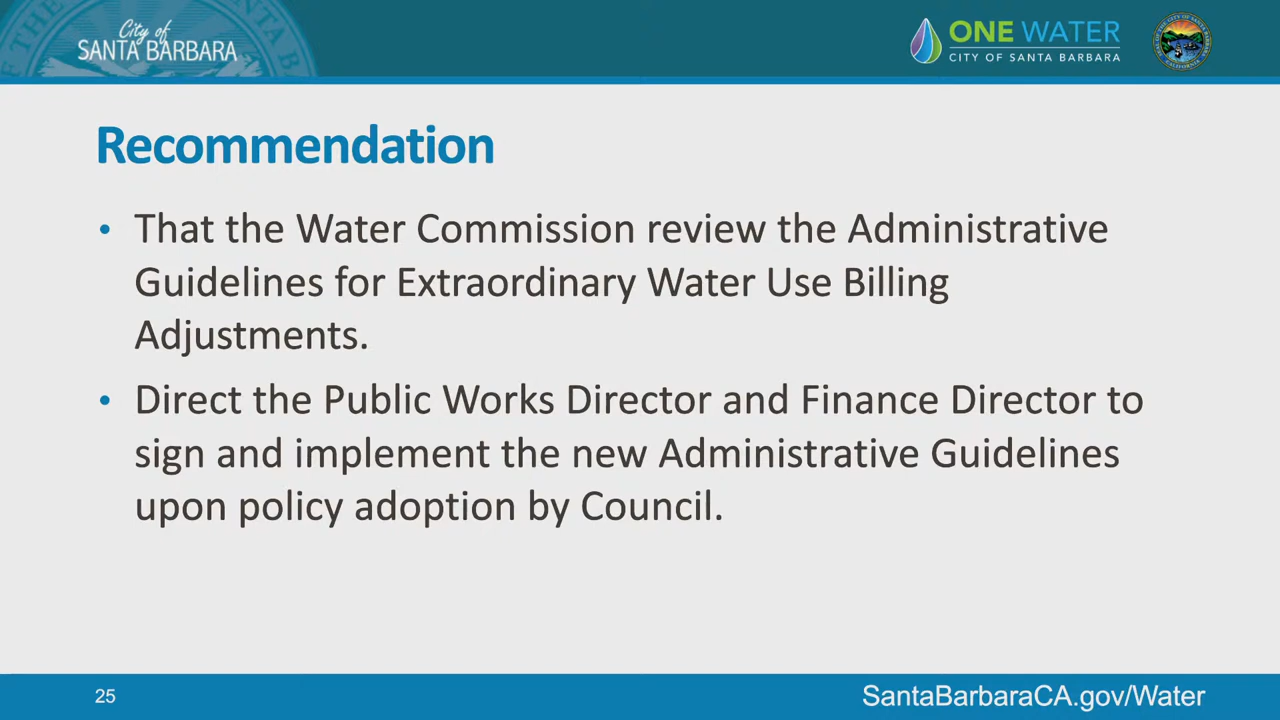 City of
SANTA BARBARA
ONE WATER
CITY OF SANTA BARBARA
Recommendation
• That the Water Commission review the Administrative
Guidelines for Extraordinary Water Use Billing
Adjustments.
• Direct the Public Works Director and Finance Director to
sign and implement the new Administrative Guidelines
upon policy adoption by Council.
25
SantaBarbaraCA.gov/Water